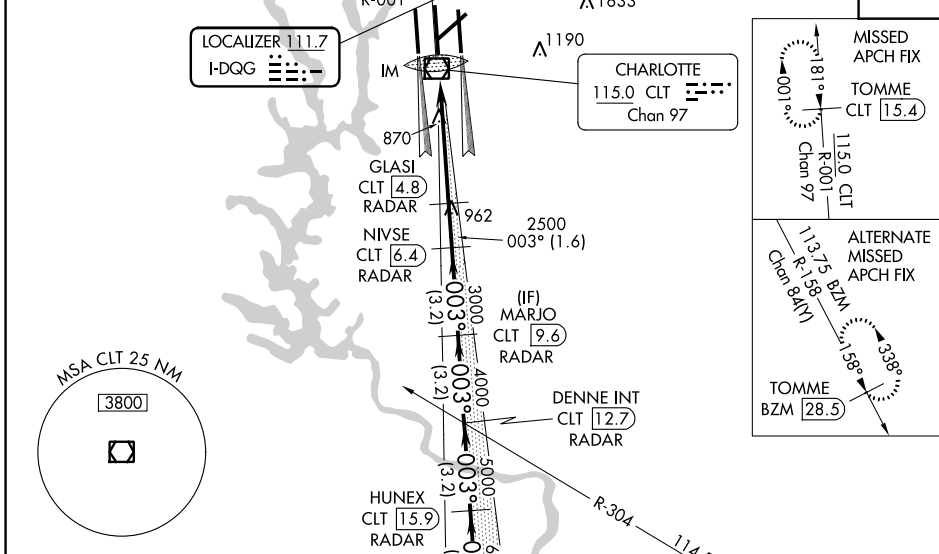 R-001
1833
LOCALIZER 111.7
I-DQG
IM
1190
CHARLOTTE
115.0 CLT
Chan 97
870
GLASI
CLT 4.8
RADAR
962
2500
003° (1.6)
NIVSE
CLT 6.4
RADAR
003°
3000
(3.2)
(IF)
MARJO
CLT 9.6
RADAR
003°
4000
(3.2)
DENNE INT
CLT 12.7
RADAR
003°
5000
(3.2)
HUNEX
CLT 15.9
RADAR
R-304
MSA CLT 25 NM
3800
MISSED
APCH FIX
TOMME
CLT 15.4
181°
001°
115.0 CLT
R-001
Chan 97
ALTERNATE
MISSED
APCH FIX
113.75 BZM
R-158
Chan 84(Y)
158°
338°
TOMME
BZM 28.5